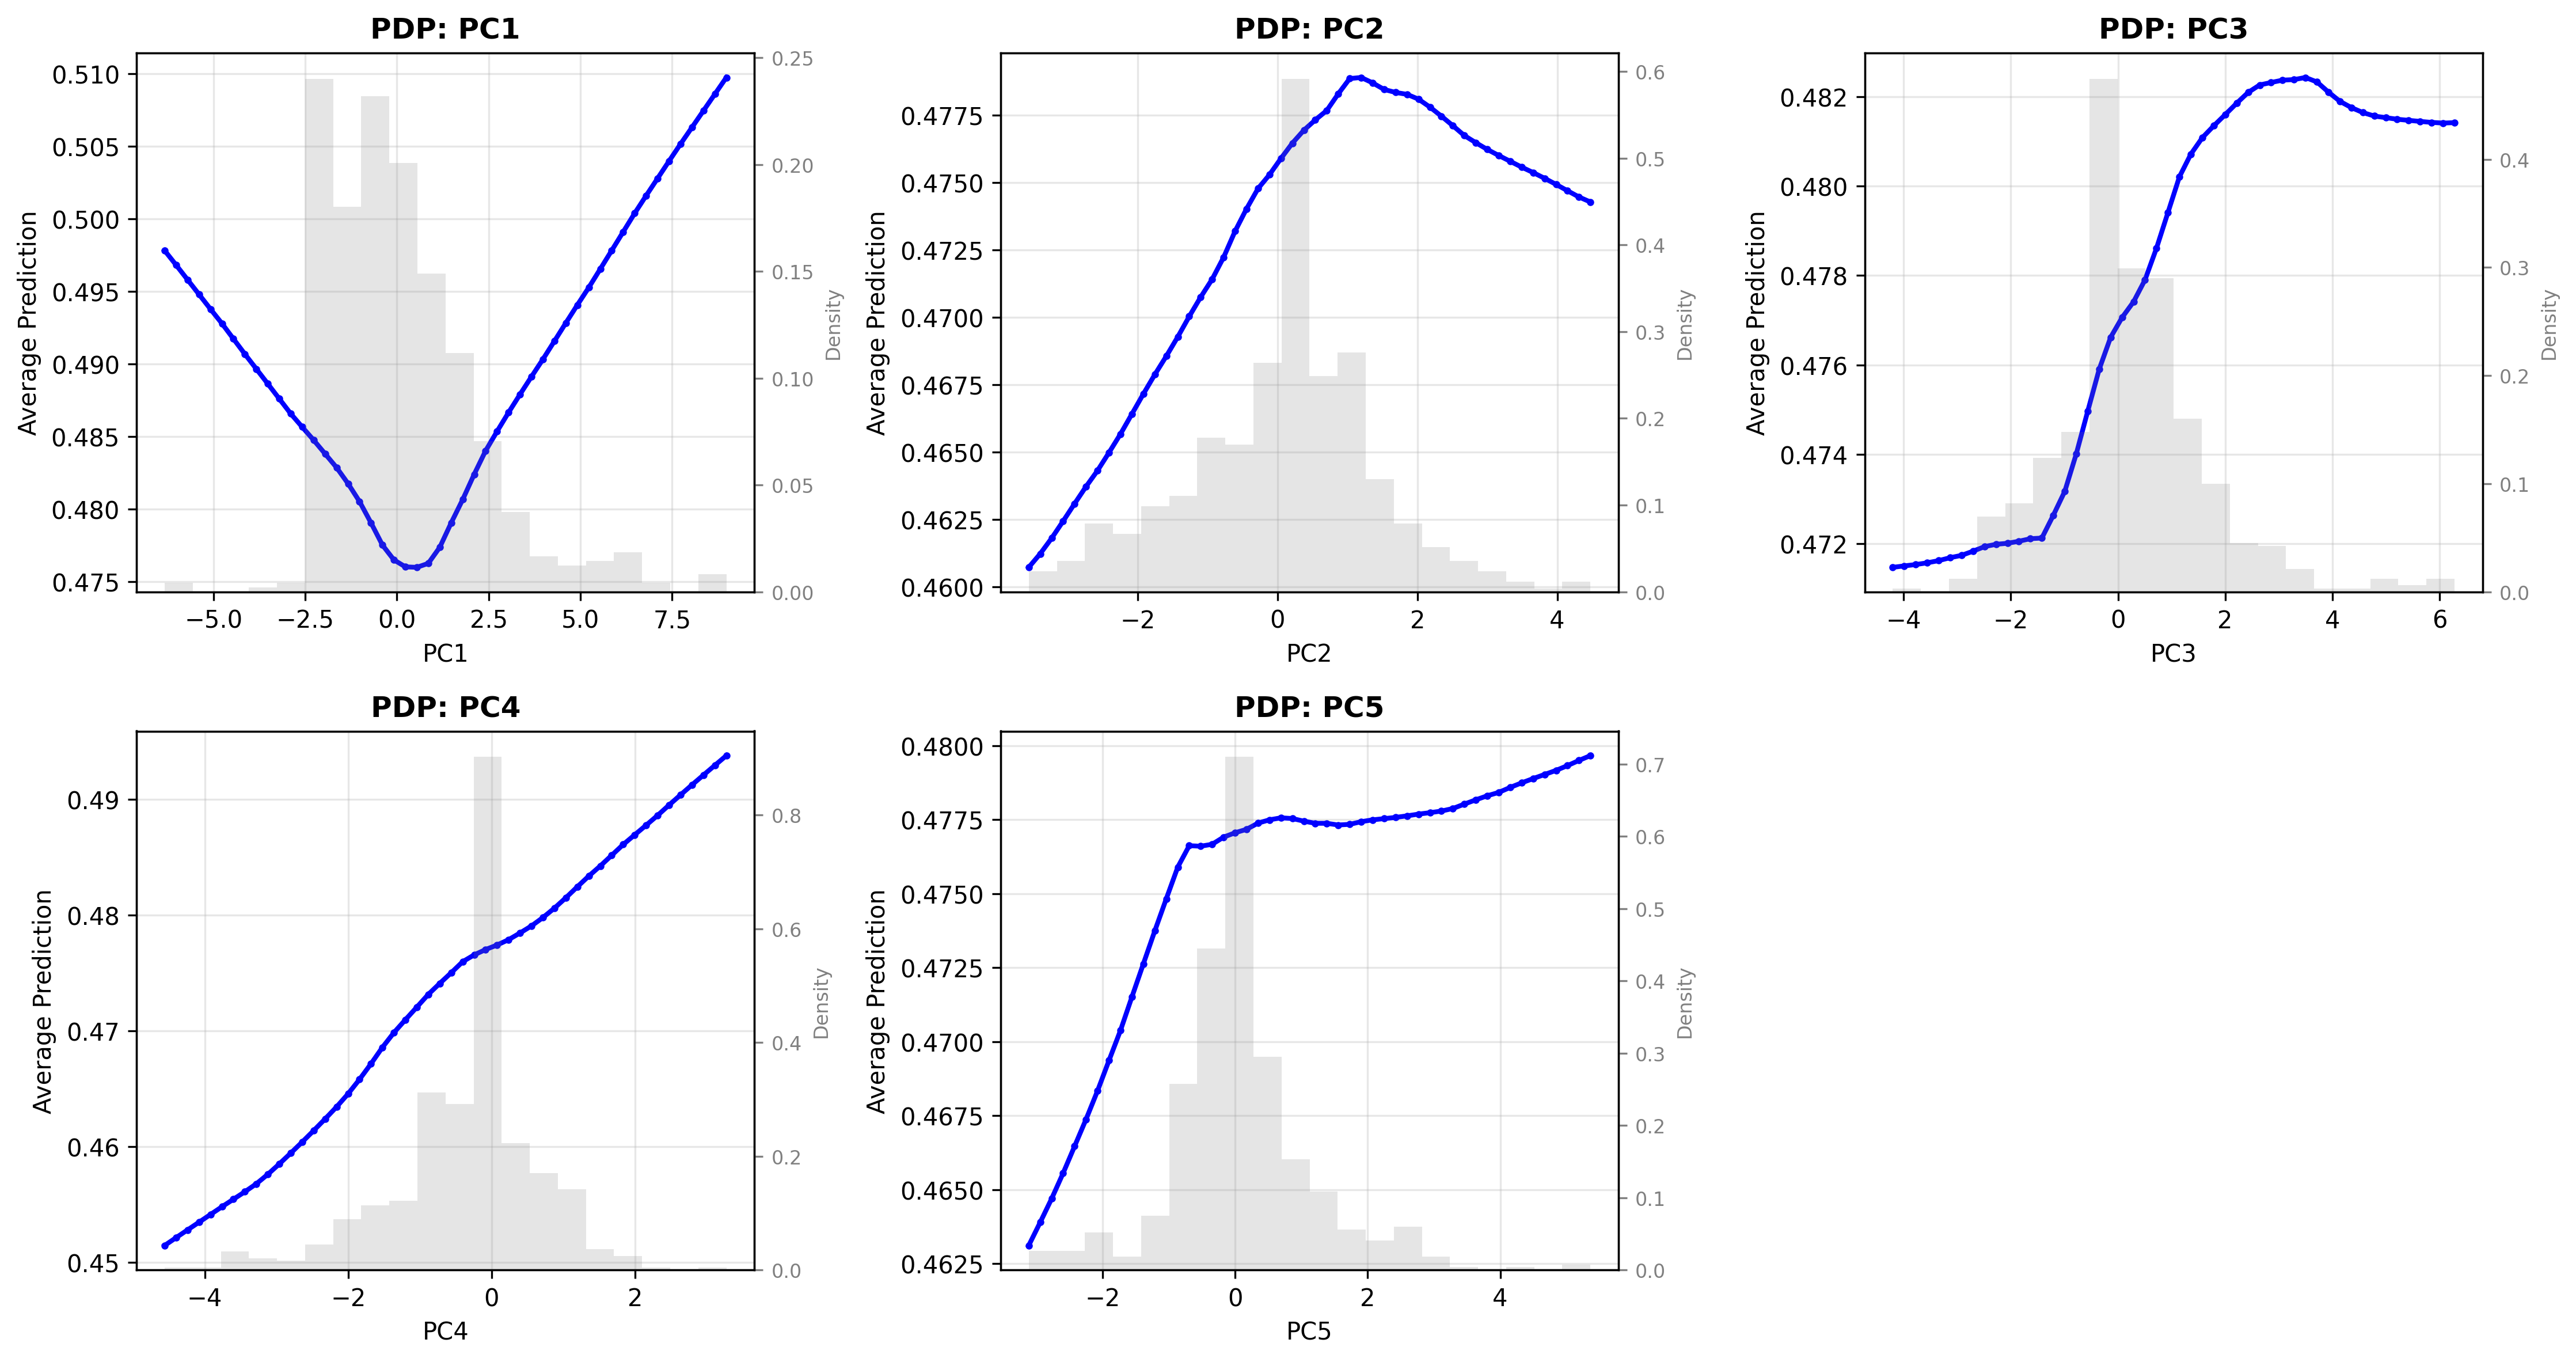 PDP: PC1
0.510
0.505
0.500
0.495
0.490
0.485
0.480
0.475
Average Prediction
0.25
0.20
0.15
0.10
0.05
0.00
Density
−5.0 −2.5 0.0 2.5 5.0 7.5
PC1
PDP: PC2
0.4775
0.4750
0.4725
0.4700
0.4675
0.4650
0.4625
0.4600
Average Prediction
0.6
0.5
0.4
0.3
0.2
0.1
0.0
Density
−2 0 2 4
PC2
PDP: PC3
0.482
0.480
0.478
0.476
0.474
0.472
Average Prediction
0.4
0.3
0.2
0.1
0.0
Density
−4 −2 0 2 4 6
PC3
PDP: PC4
0.49
0.48
0.47
0.46
0.45
Average Prediction
0.8
0.6
0.4
0.2
0.0
Density
−4 −2 0 2
PC4
PDP: PC5
0.4800
0.4775
0.4750
0.4725
0.4700
0.4675
0.4650
0.4625
Average Prediction
0.7
0.6
0.5
0.4
0.3
0.2
0.1
0.0
Density
−2 0 2 4
PC5